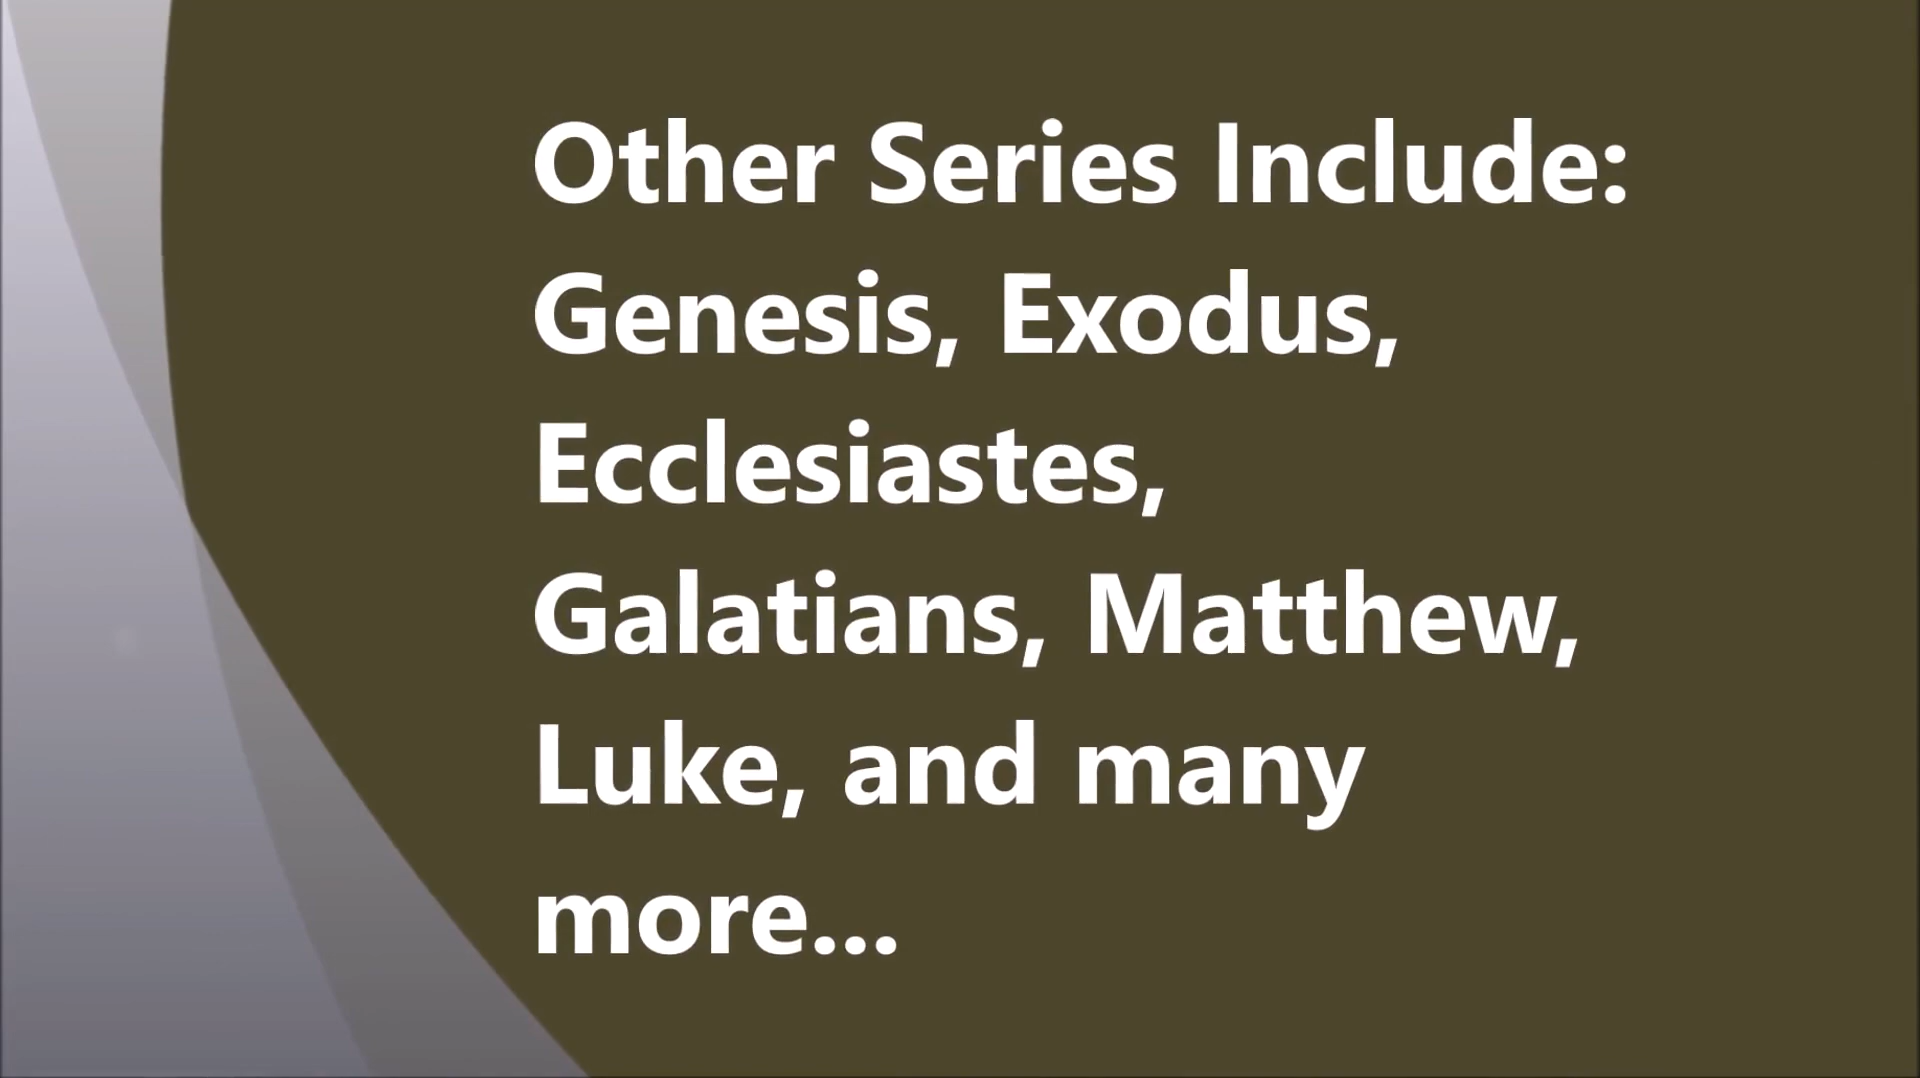 Other Series Include:
Genesis, Exodus,
Ecclesiastes,
Galatians, Matthew,
Luke, and many
more...